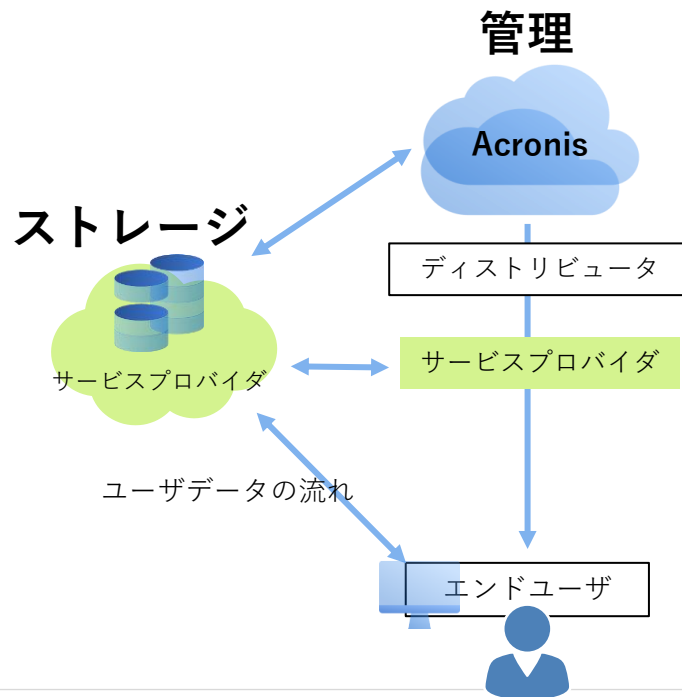 管理
Acronis
ストレージ
ディストリビュータ
サービスプロバイダ
サービスプロバイダ
ユーザデータの流れ
エンドユーザ